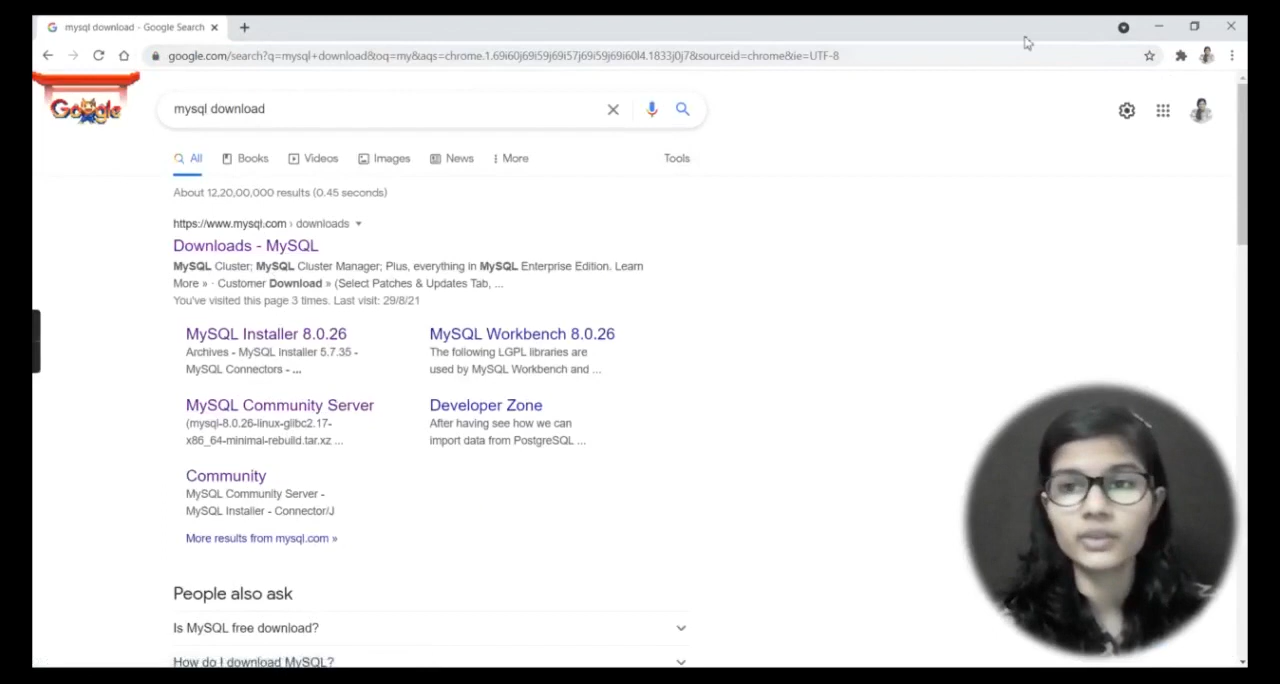 mysql download - Google Search
google.com/search?q=mysql+download&oq=my&aqs=chrome.1.69i60j69i59j69i57j69i59j69i60l4.1833j0j7&sourceid=chrome&ie=UTF-8
Google
mysql download
All Books Videos Images News More Tools
About 12,20,00,000 results (0.45 seconds)
https://www.mysql.com › downloads
Downloads - MySQL
MySQL Cluster; MySQL Cluster Manager; Plus, everything in MySQL Enterprise Edition. Learn
More » · Customer Download » (Select Patches & Updates Tab, ...
You've visited this page 3 times. Last visit: 29/8/21
MySQL Installer 8.0.26
Archives - MySQL Installer 5.7.35 -
MySQL Connectors - ...
MySQL Workbench 8.0.26
The following LGPL libraries are
used by MySQL Workbench and ...
MySQL Community Server
(mysql-8.0.26-linux-glibc2.17-
x86_64-minimal-rebuild.tar.xz ...
Developer Zone
After having see how we can
import data from PostgreSQL ...
Community
MySQL Community Server -
MySQL Installer - Connector/J
More results from mysql.com »
People also ask
Is MySQL free download?
How do I download MySQL?